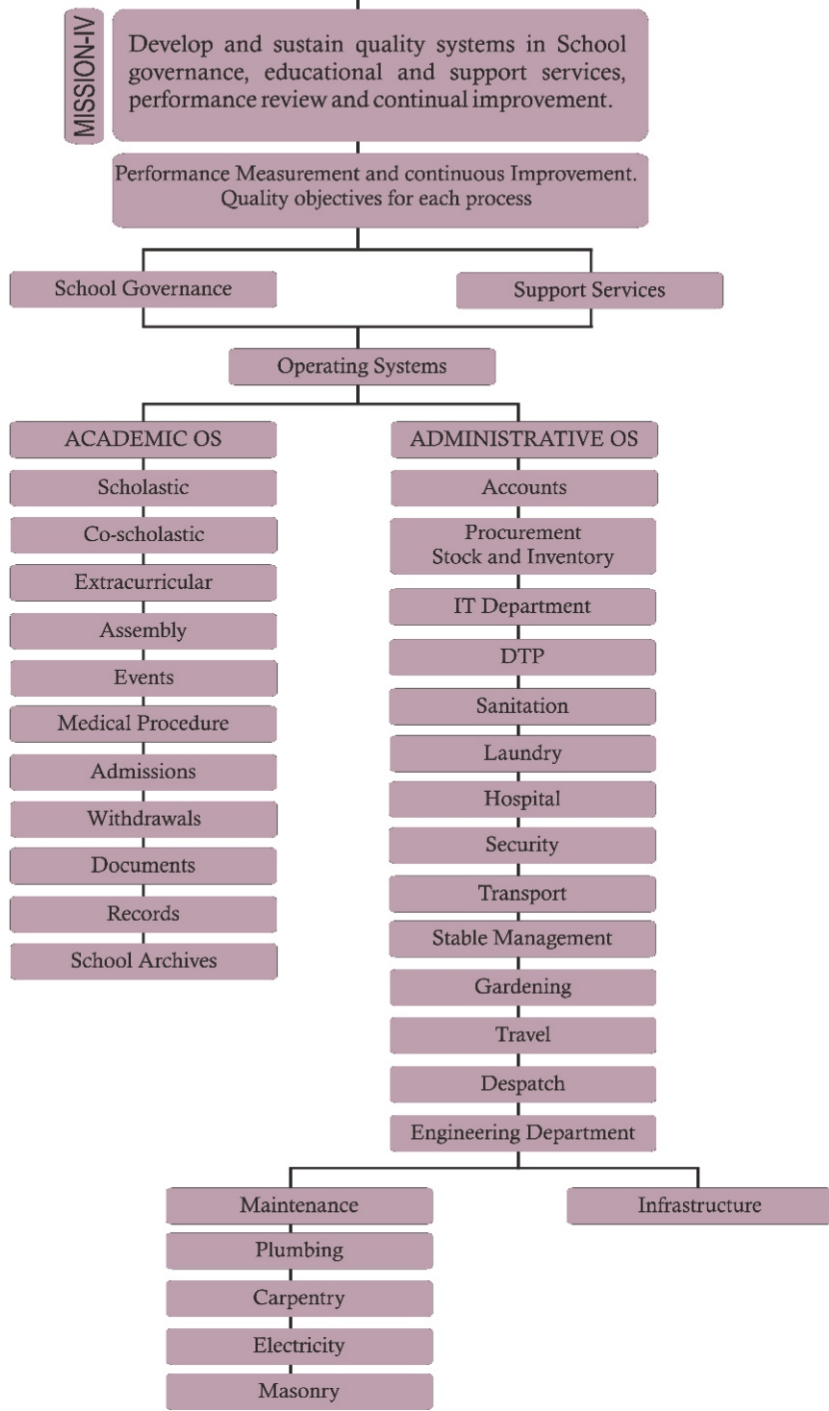 MISSION-IV
Develop and sustain quality systems in School
governance, educational and support services,
performance review and continual improvement.
Performance Measurement and continuous Improvement.
Quality objectives for each process
School Governance
Support Services
Operating Systems
ACADEMIC OS
Scholastic
Co-scholastic
Extracurricular
Assembly
Events
Medical Procedure
Admissions
Withdrawals
Documents
Records
School Archives
ADMINISTRATIVE OS
Accounts
Procurement
Stock and Inventory
IT Department
DTP
Sanitation
Laundry
Hospital
Security
Transport
Stable Management
Gardening
Travel
Despatch
Engineering Department
Maintenance
Plumbing
Carpentry
Electricity
Masonry
Infrastructure